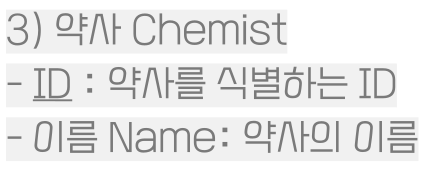 3) 약사 Chemist
- ID : 약사를 식별하는 ID
- 이름 Name: 약사의 이름